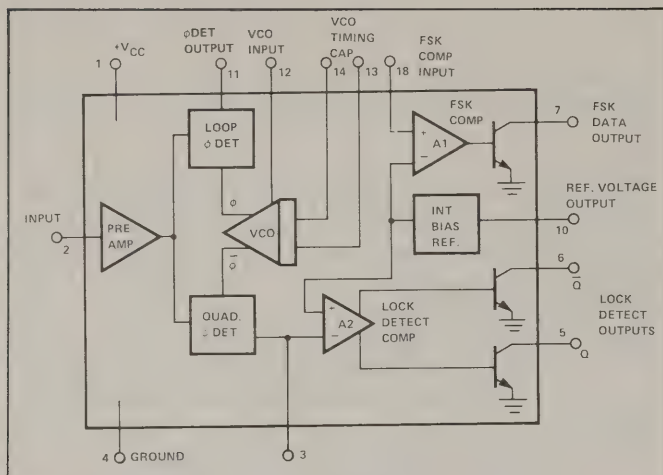 +VCC
1
φDET
OUTPUT
11
VCO
INPUT
12
VCO
TIMING
CAP
14
13
18
FSK
COMP
INPUT
LOOP
φ DET
FSK
COMP
+
A1
−
7
FSK
DATA
OUTPUT
INPUT
2
PRE
AMP
φ
VCO
φ̅
INT
BIAS
REF.
REF. VOLTAGE
OUTPUT
10
QUAD.
φ DET
+
A2
−
LOCK
DETECT
COMP
6
Q̅
LOCK
DETECT
OUTPUTS
5
Q
4
GROUND
3